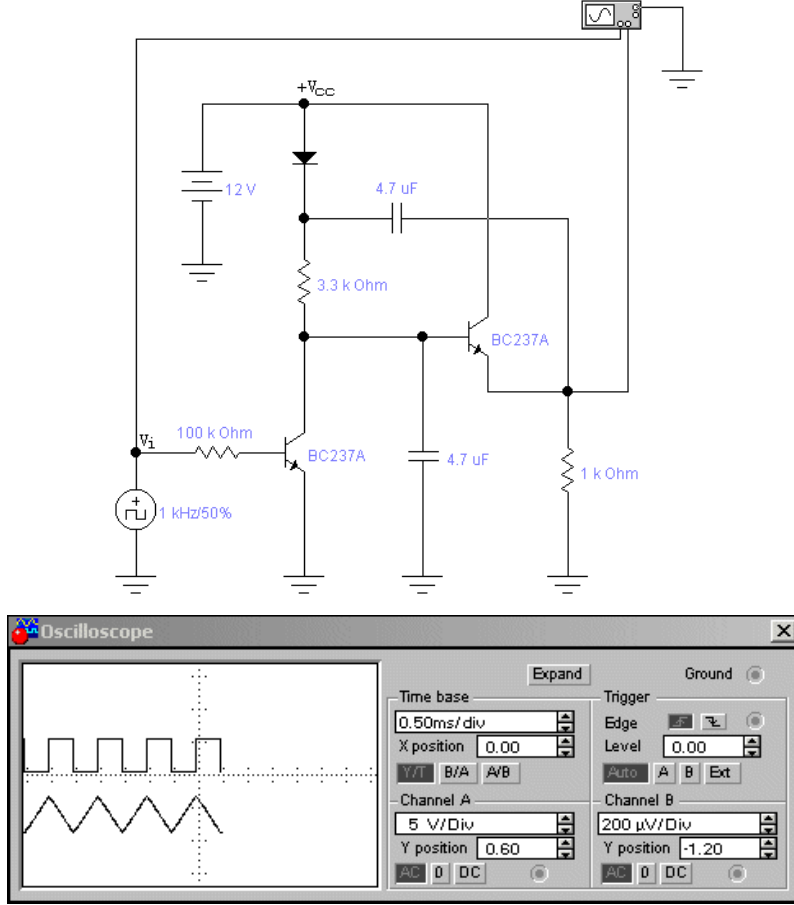 +VCC
12 V
4.7 uF
3.3 k Ohm
BC237A
Vi
100 k Ohm
BC237A
4.7 uF
1 k Ohm
1 kHz/50%
Oscilloscope
Expand
Ground
Time base
0.50ms/div
X position 0.00
Y/T B/A A/B
Trigger
Edge
Level 0.00
Auto A B Ext
Channel A
5 V/Div
Y position 0.60
AC 0 DC
Channel B
200 µV/Div
Y position -1.20
AC 0 DC